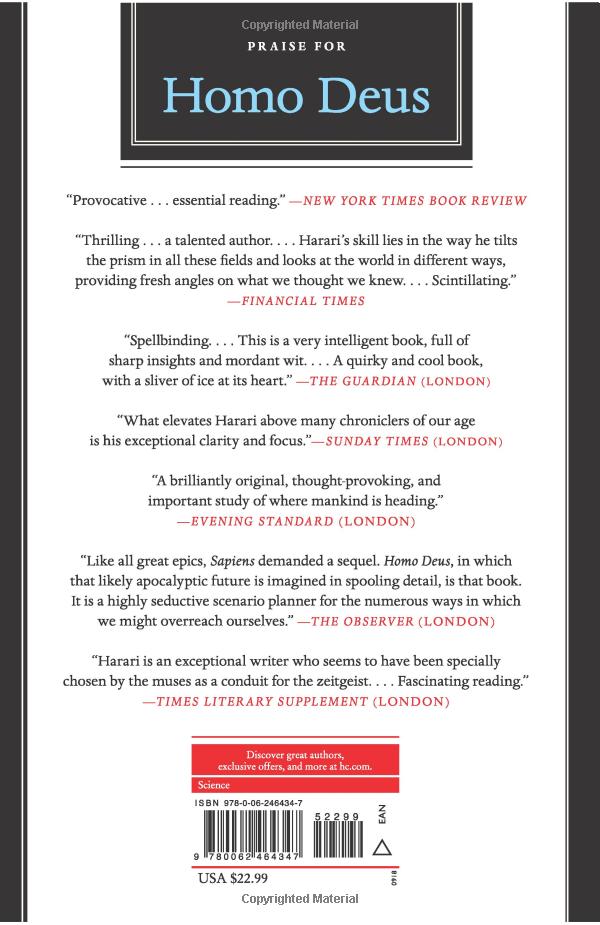 Copyrighted Material
PRAISE FOR
Homo Deus
“Provocative . . . essential reading.” —NEW YORK TIMES BOOK REVIEW
“Thrilling . . . a talented author. . . . Harari’s skill lies in the way he tilts
the prism in all these fields and looks at the world in different ways,
providing fresh angles on what we thought we knew. . . . Scintillating.”
—FINANCIAL TIMES
“Spellbinding. . . . This is a very intelligent book, full of
sharp insights and mordant wit. . . . A quirky and cool book,
with a sliver of ice at its heart.” —THE GUARDIAN (LONDON)
“What elevates Harari above many chroniclers of our age
is his exceptional clarity and focus.”—SUNDAY TIMES (LONDON)
“A brilliantly original, thought-provoking, and
important study of where mankind is heading.”
—EVENING STANDARD (LONDON)
“Like all great epics, Sapiens demanded a sequel. Homo Deus, in which
that likely apocalyptic future is imagined in spooling detail, is that book.
It is a highly seductive scenario planner for the numerous ways in which
we might overreach ourselves.” —THE OBSERVER (LONDON)
“Harari is an exceptional writer who seems to have been specially
chosen by the muses as a conduit for the zeitgeist. . . . Fascinating reading.”
—TIMES LITERARY SUPPLEMENT (LONDON)
Discover great authors,
exclusive offers, and more at hc.com.
Science
ISBN 978-0-06-246434-7
52299
EAN
9 780062 464347
USA $22.99
0918
Copyrighted Material